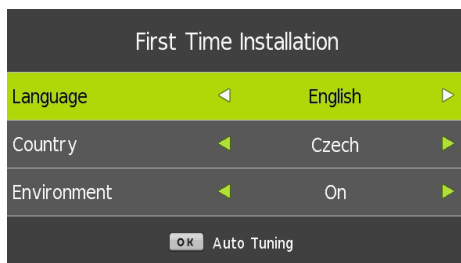 First Time Installation
Language English
Country Czech
Environment On
OK Auto Tuning